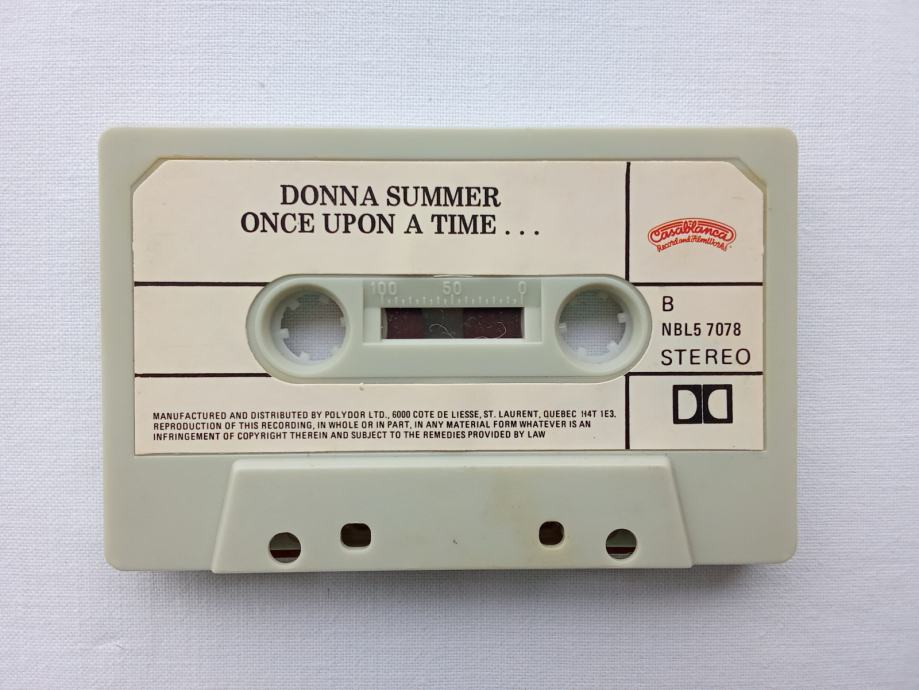 DONNA SUMMER
ONCE UPON A TIME . . .
Casablanca
Record and FilmWorks
100 50 0
B
NBL5 7078
STEREO
MANUFACTURED AND DISTRIBUTED BY POLYDOR LTD., 6000 COTE DE LIESSE, ST. LAURENT, QUEBEC H4T 1E3.
REPRODUCTION OF THIS RECORDING, IN WHOLE OR IN PART, IN ANY MATERIAL FORM WHATEVER IS AN
INFRINGEMENT OF COPYRIGHT THEREIN AND SUBJECT TO THE REMEDIES PROVIDED BY LAW